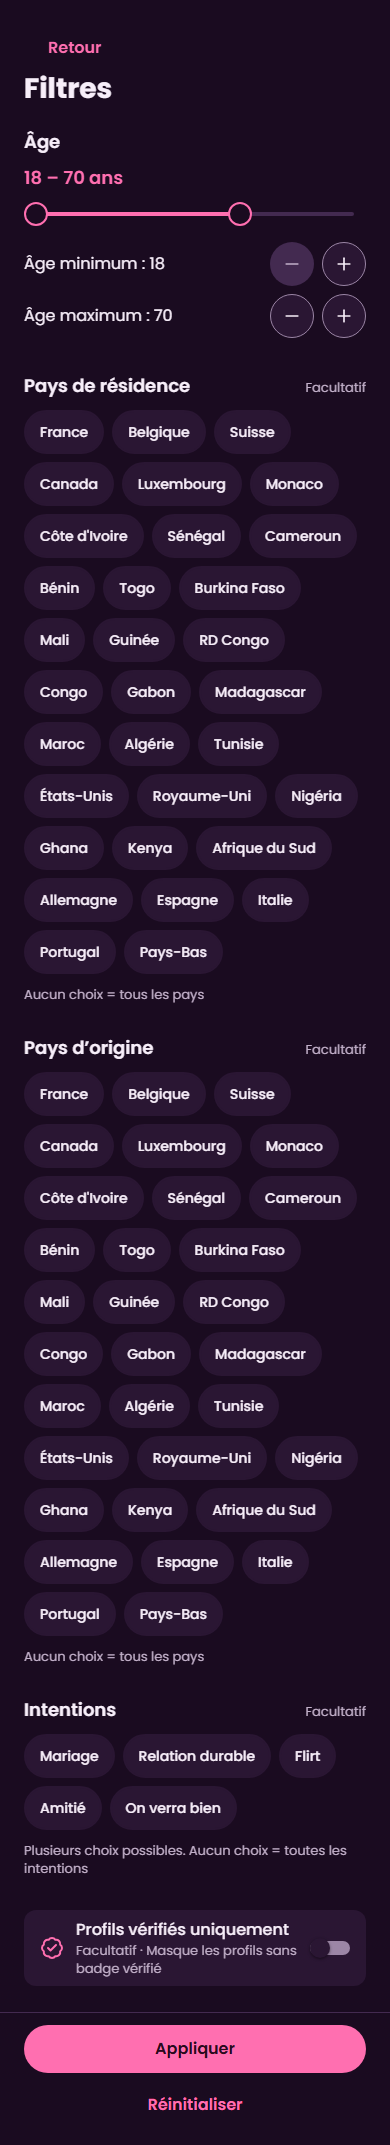 Retour
Filtres
Âge
18 – 70 ans
Âge minimum : 18
Âge maximum : 70
Pays de résidence Facultatif
France Belgique Suisse
Canada Luxembourg Monaco
Côte d'Ivoire Sénégal Cameroun
Bénin Togo Burkina Faso
Mali Guinée RD Congo
Congo Gabon Madagascar
Maroc Algérie Tunisie
États-Unis Royaume-Uni Nigéria
Ghana Kenya Afrique du Sud
Allemagne Espagne Italie
Portugal Pays-Bas
Aucun choix = tous les pays
Pays d’origine Facultatif
France Belgique Suisse
Canada Luxembourg Monaco
Côte d'Ivoire Sénégal Cameroun
Bénin Togo Burkina Faso
Mali Guinée RD Congo
Congo Gabon Madagascar
Maroc Algérie Tunisie
États-Unis Royaume-Uni Nigéria
Ghana Kenya Afrique du Sud
Allemagne Espagne Italie
Portugal Pays-Bas
Aucun choix = tous les pays
Intentions Facultatif
Mariage Relation durable Flirt
Amitié On verra bien
Plusieurs choix possibles. Aucun choix = toutes les
intentions
Profils vérifiés uniquement
Facultatif · Masque les profils sans
badge vérifié
Appliquer
Réinitialiser